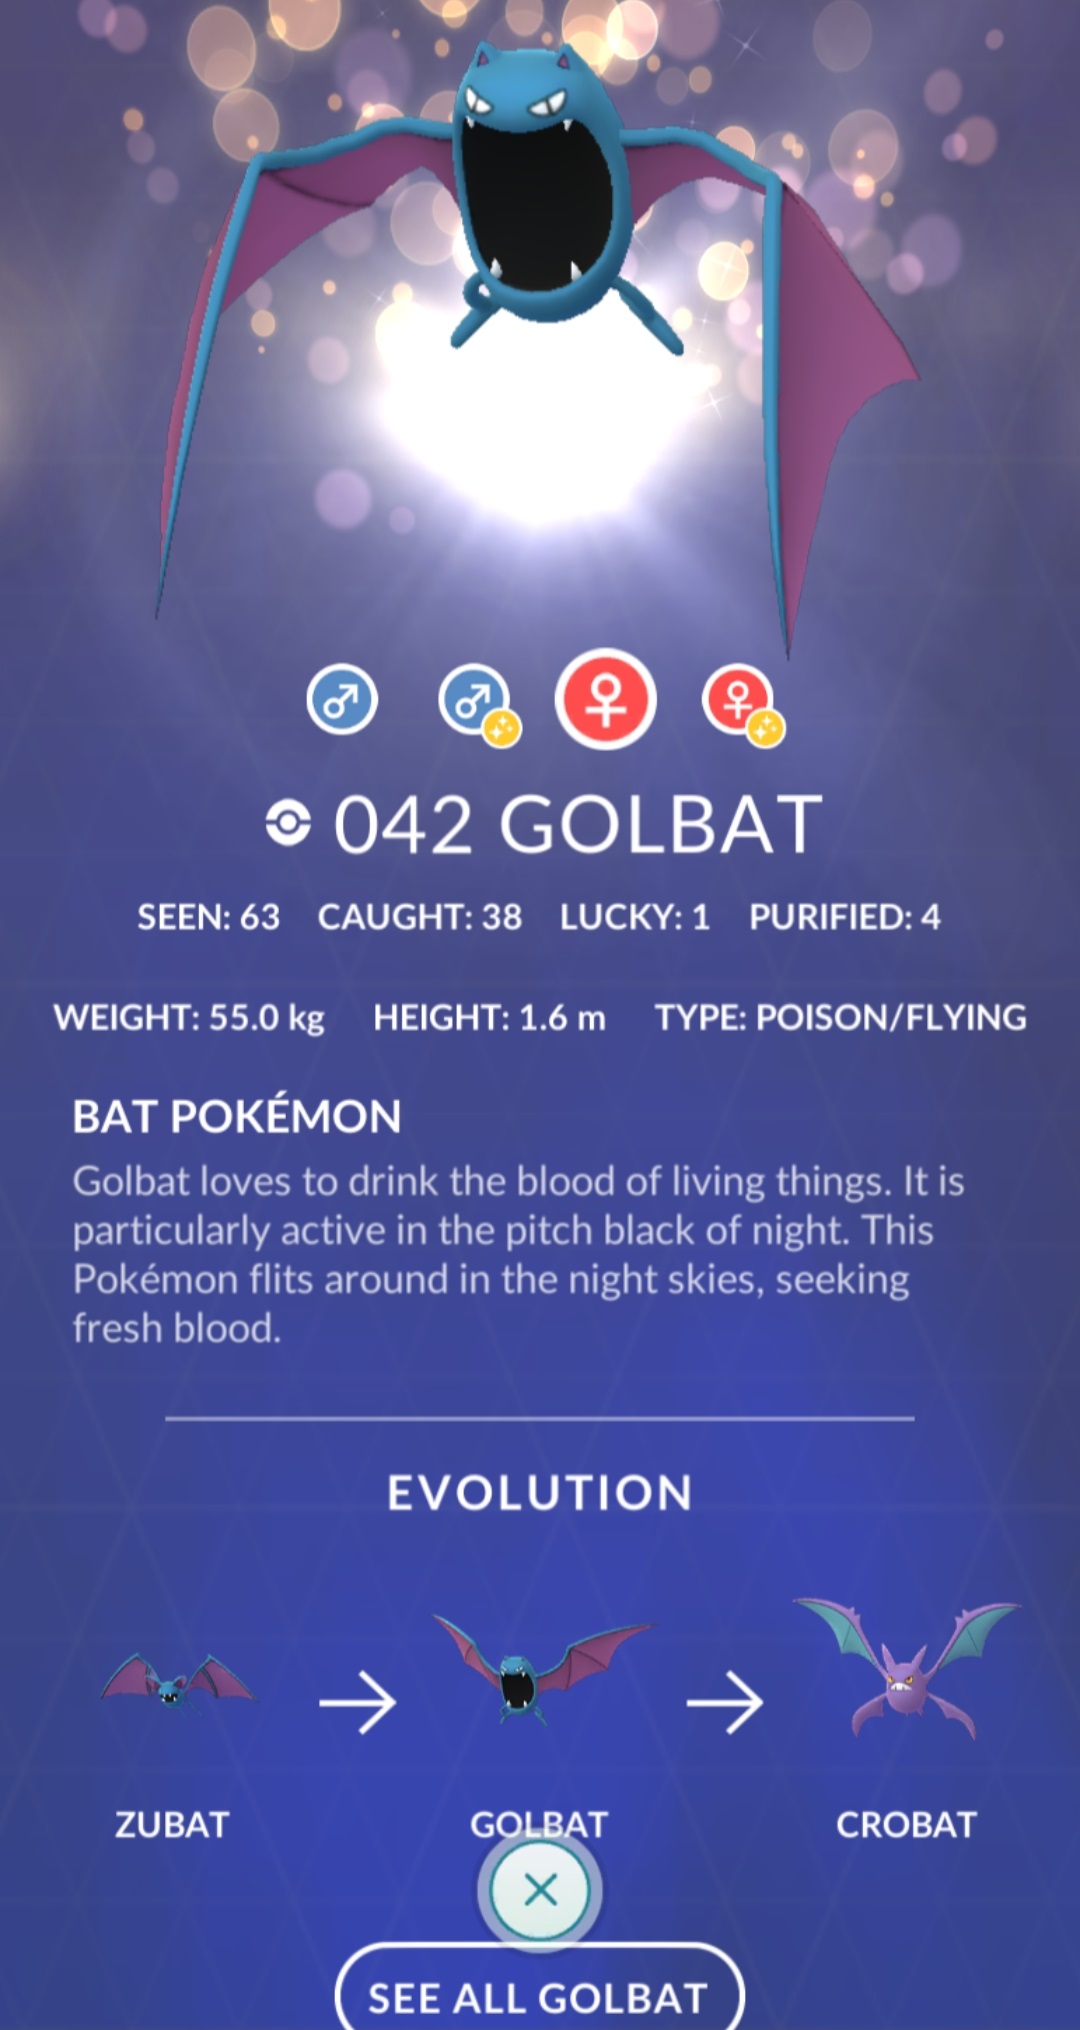 042 GOLBAT
SEEN: 63 CAUGHT: 38 LUCKY: 1 PURIFIED: 4
WEIGHT: 55.0 kg HEIGHT: 1.6 m TYPE: POISON/FLYING
BAT POKÉMON
Golbat loves to drink the blood of living things. It is
particularly active in the pitch black of night. This
Pokémon flits around in the night skies, seeking
fresh blood.
EVOLUTION
ZUBAT GOLBAT CROBAT
SEE ALL GOLBAT